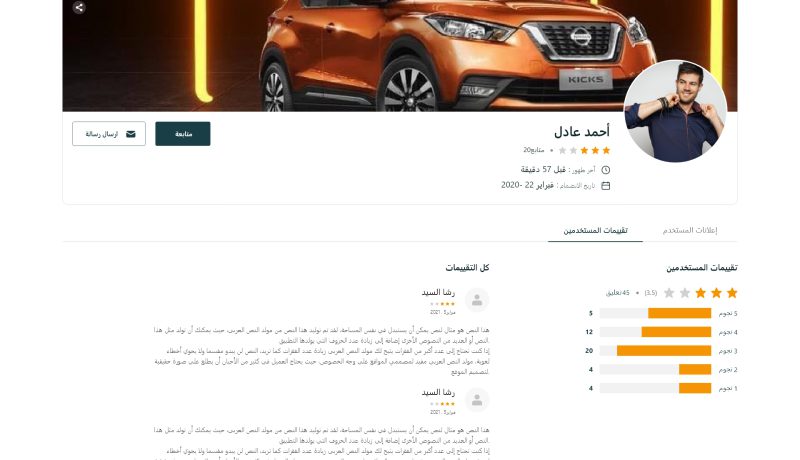 NISSAN
KICKS
أحمد عادل
متابع20
أخر ظهور : قبل 57 دقيقة
تاريخ الانضمام : فبراير 22 -2020
متابعة
ارسال رسالة
إعلانات المستخدم
تقييمات المستخدمين
تقييمات المستخدمين
(3.5) 45 تعليق
5 نجوم 5
4 نجوم 12
3 نجوم 20
2 نجوم 4
1 نجوم 4
كل التقييمات
رشا السيد
فبراير5, 2021
هذا النص هو مثال لنص يمكن أن يستبدل في نفس المساحة، لقد تم توليد هذا النص من مولد النص العربى، حيث يمكنك أن تولد مثل هذا
النص أو العديد من النصوص الأخرى إضافة إلى زيادة عدد الحروف التى يولدها التطبيق.
إذا كنت تحتاج إلى عدد أكبر من الفقرات يتيح لك مولد النص العربى زيادة عدد الفقرات كما تريد، النص لن يبدو مقسما ولا يحوي أخطاء
لغوية، مولد النص العربى مفيد لمصممي المواقع على وجه الخصوص، حيث يحتاج العميل فى كثير من الأحيان أن يطلع على صورة حقيقية
لتصميم الموقع.
رشا السيد
فبراير5, 2021
هذا النص هو مثال لنص يمكن أن يستبدل في نفس المساحة، لقد تم توليد هذا النص من مولد النص العربى، حيث يمكنك أن تولد مثل هذا
النص أو العديد من النصوص الأخرى إضافة إلى زيادة عدد الحروف التى يولدها التطبيق.
إذا كنت تحتاج إلى عدد أكبر من الفقرات يتيح لك مولد النص العربى زيادة عدد الفقرات كما تريد، النص لن يبدو مقسما ولا يحوي أخطاء